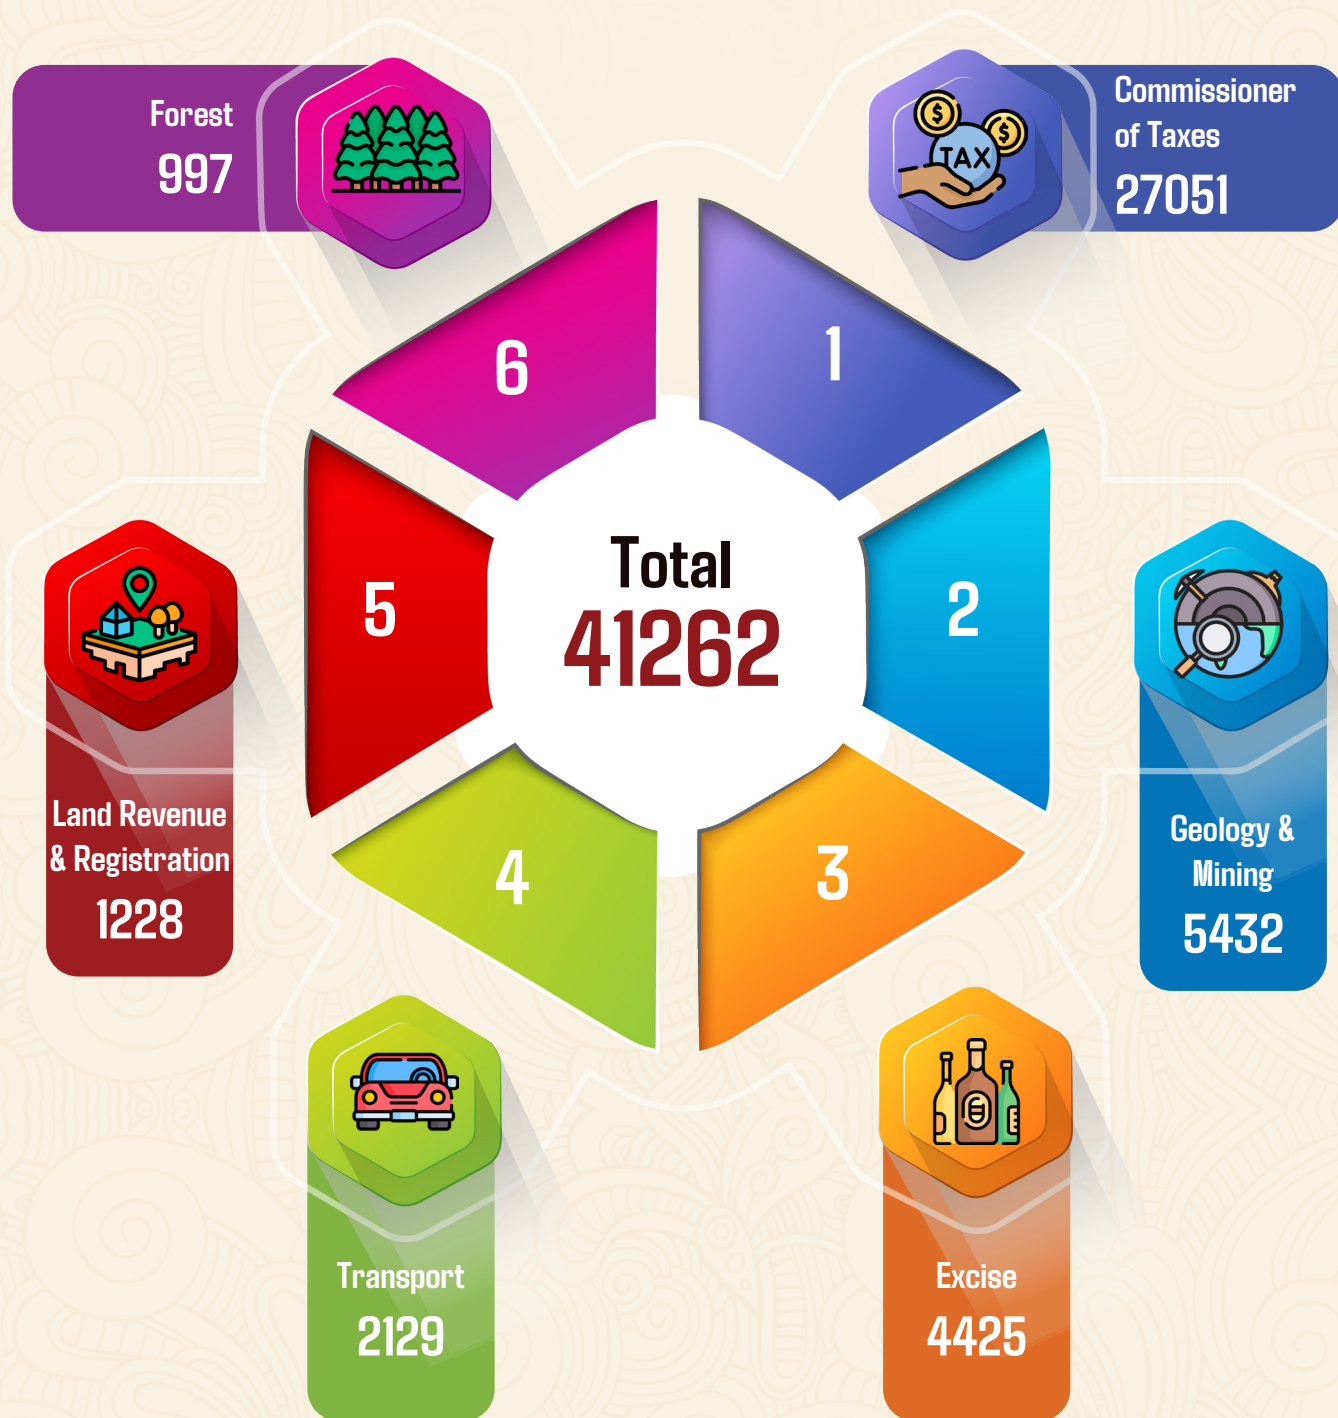 Forest
997
Commissioner
of Taxes
27051
TAX
$
$
6
1
5
2
4
3
Total
41262
Land Revenue
& Registration
1228
Geology &
Mining
5432
Transport
2129
Excise
4425